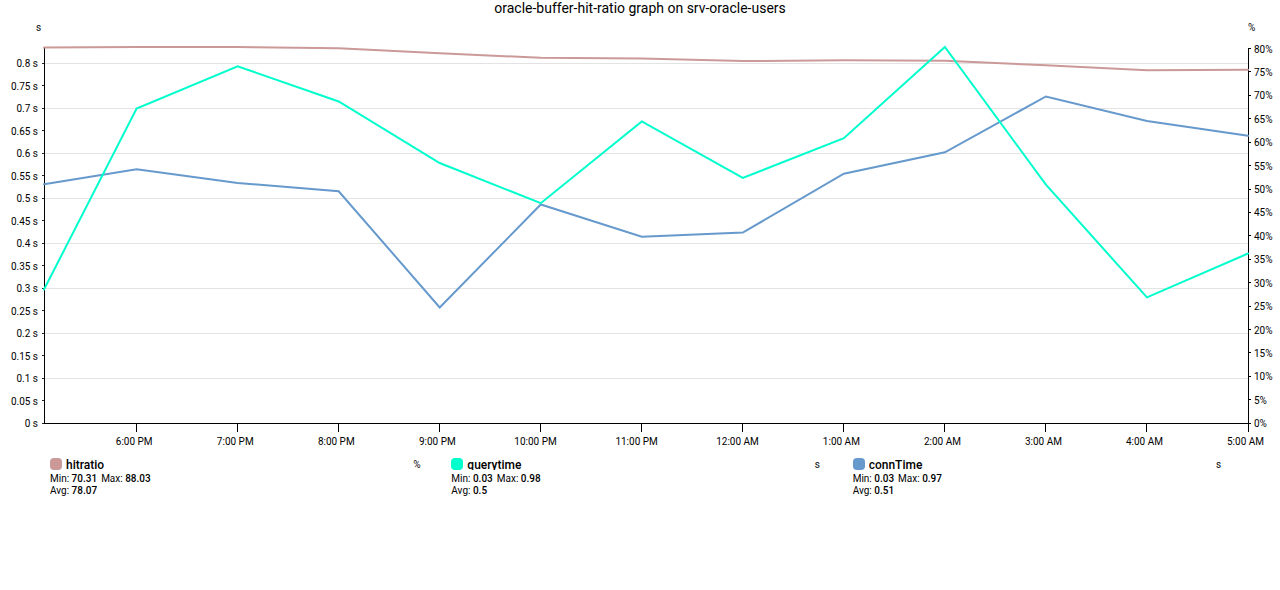 oracle-buffer-hit-ratio graph on srv-oracle-users
s %
0.8 s
0.75 s
0.7 s
0.65 s
0.6 s
0.55 s
0.5 s
0.45 s
0.4 s
0.35 s
0.3 s
0.25 s
0.2 s
0.15 s
0.1 s
0.05 s
0 s
80%
75%
70%
65%
60%
55%
50%
45%
40%
35%
30%
25%
20%
15%
10%
5%
0%
6:00 PM 7:00 PM 8:00 PM 9:00 PM 10:00 PM 11:00 PM 12:00 AM 1:00 AM 2:00 AM 3:00 AM 4:00 AM 5:00 AM
hitratio %
Min: 70.31 Max: 88.03
Avg: 78.07
querytime s
Min: 0.03 Max: 0.98
Avg: 0.5
connTime s
Min: 0.03 Max: 0.97
Avg: 0.51